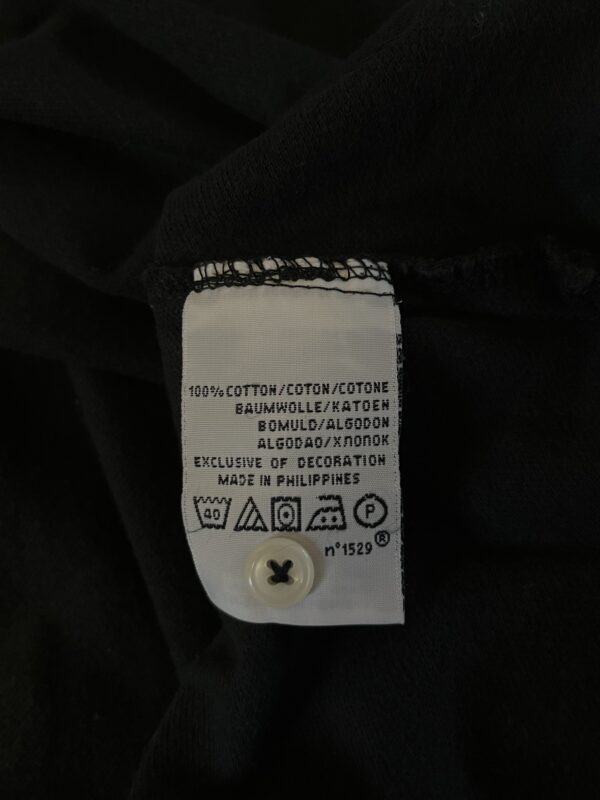 100% COTTON/COTON/COTONE
BAUMWOLLE/KATOEN
BOMULD/ALGODON
ALGODAO/ХЛОПОК
EXCLUSIVE OF DECORATION
MADE IN PHILIPPINES
40 P
n°1529®